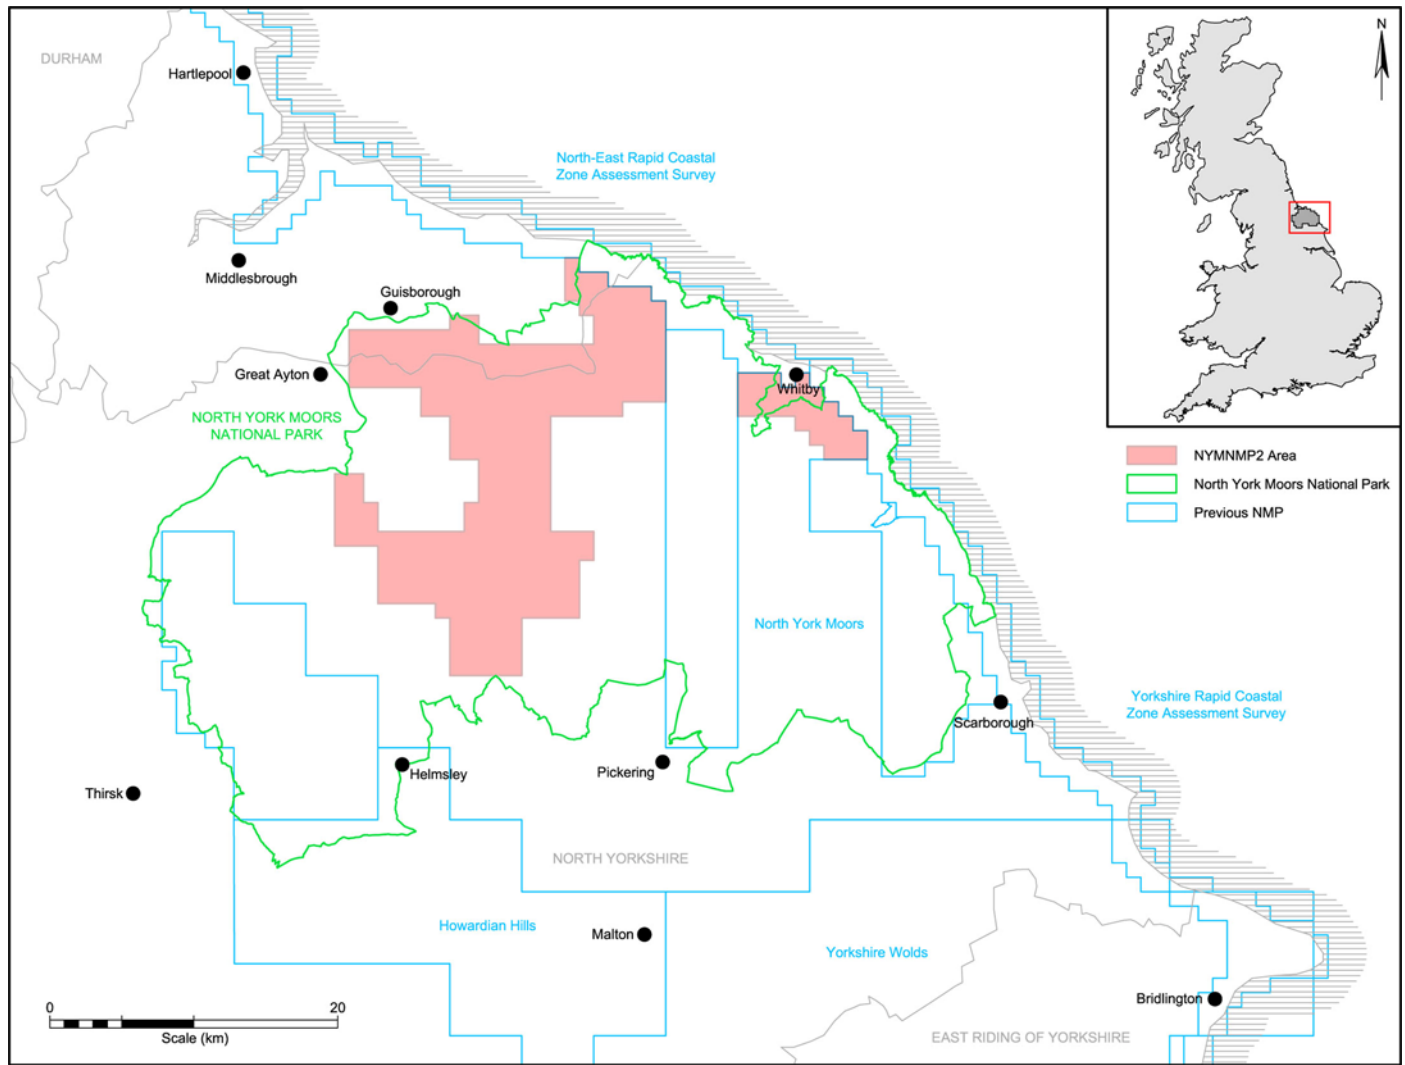 DURHAM
Hartlepool
N
North-East Rapid Coastal
Zone Assessment Survey
Middlesbrough
Guisborough
Great Ayton
Whitby
NORTH YORK MOORS
NATIONAL PARK
NYMNMP2 Area
North York Moors National Park
Previous NMP
North York Moors
Yorkshire Rapid Coastal
Zone Assessment Survey
Scarborough
Helmsley
Pickering
Thirsk
NORTH YORKSHIRE
Howardian Hills
Malton
Yorkshire Wolds
Bridlington
0 20
Scale (km)
EAST RIDING OF YORKSHIRE